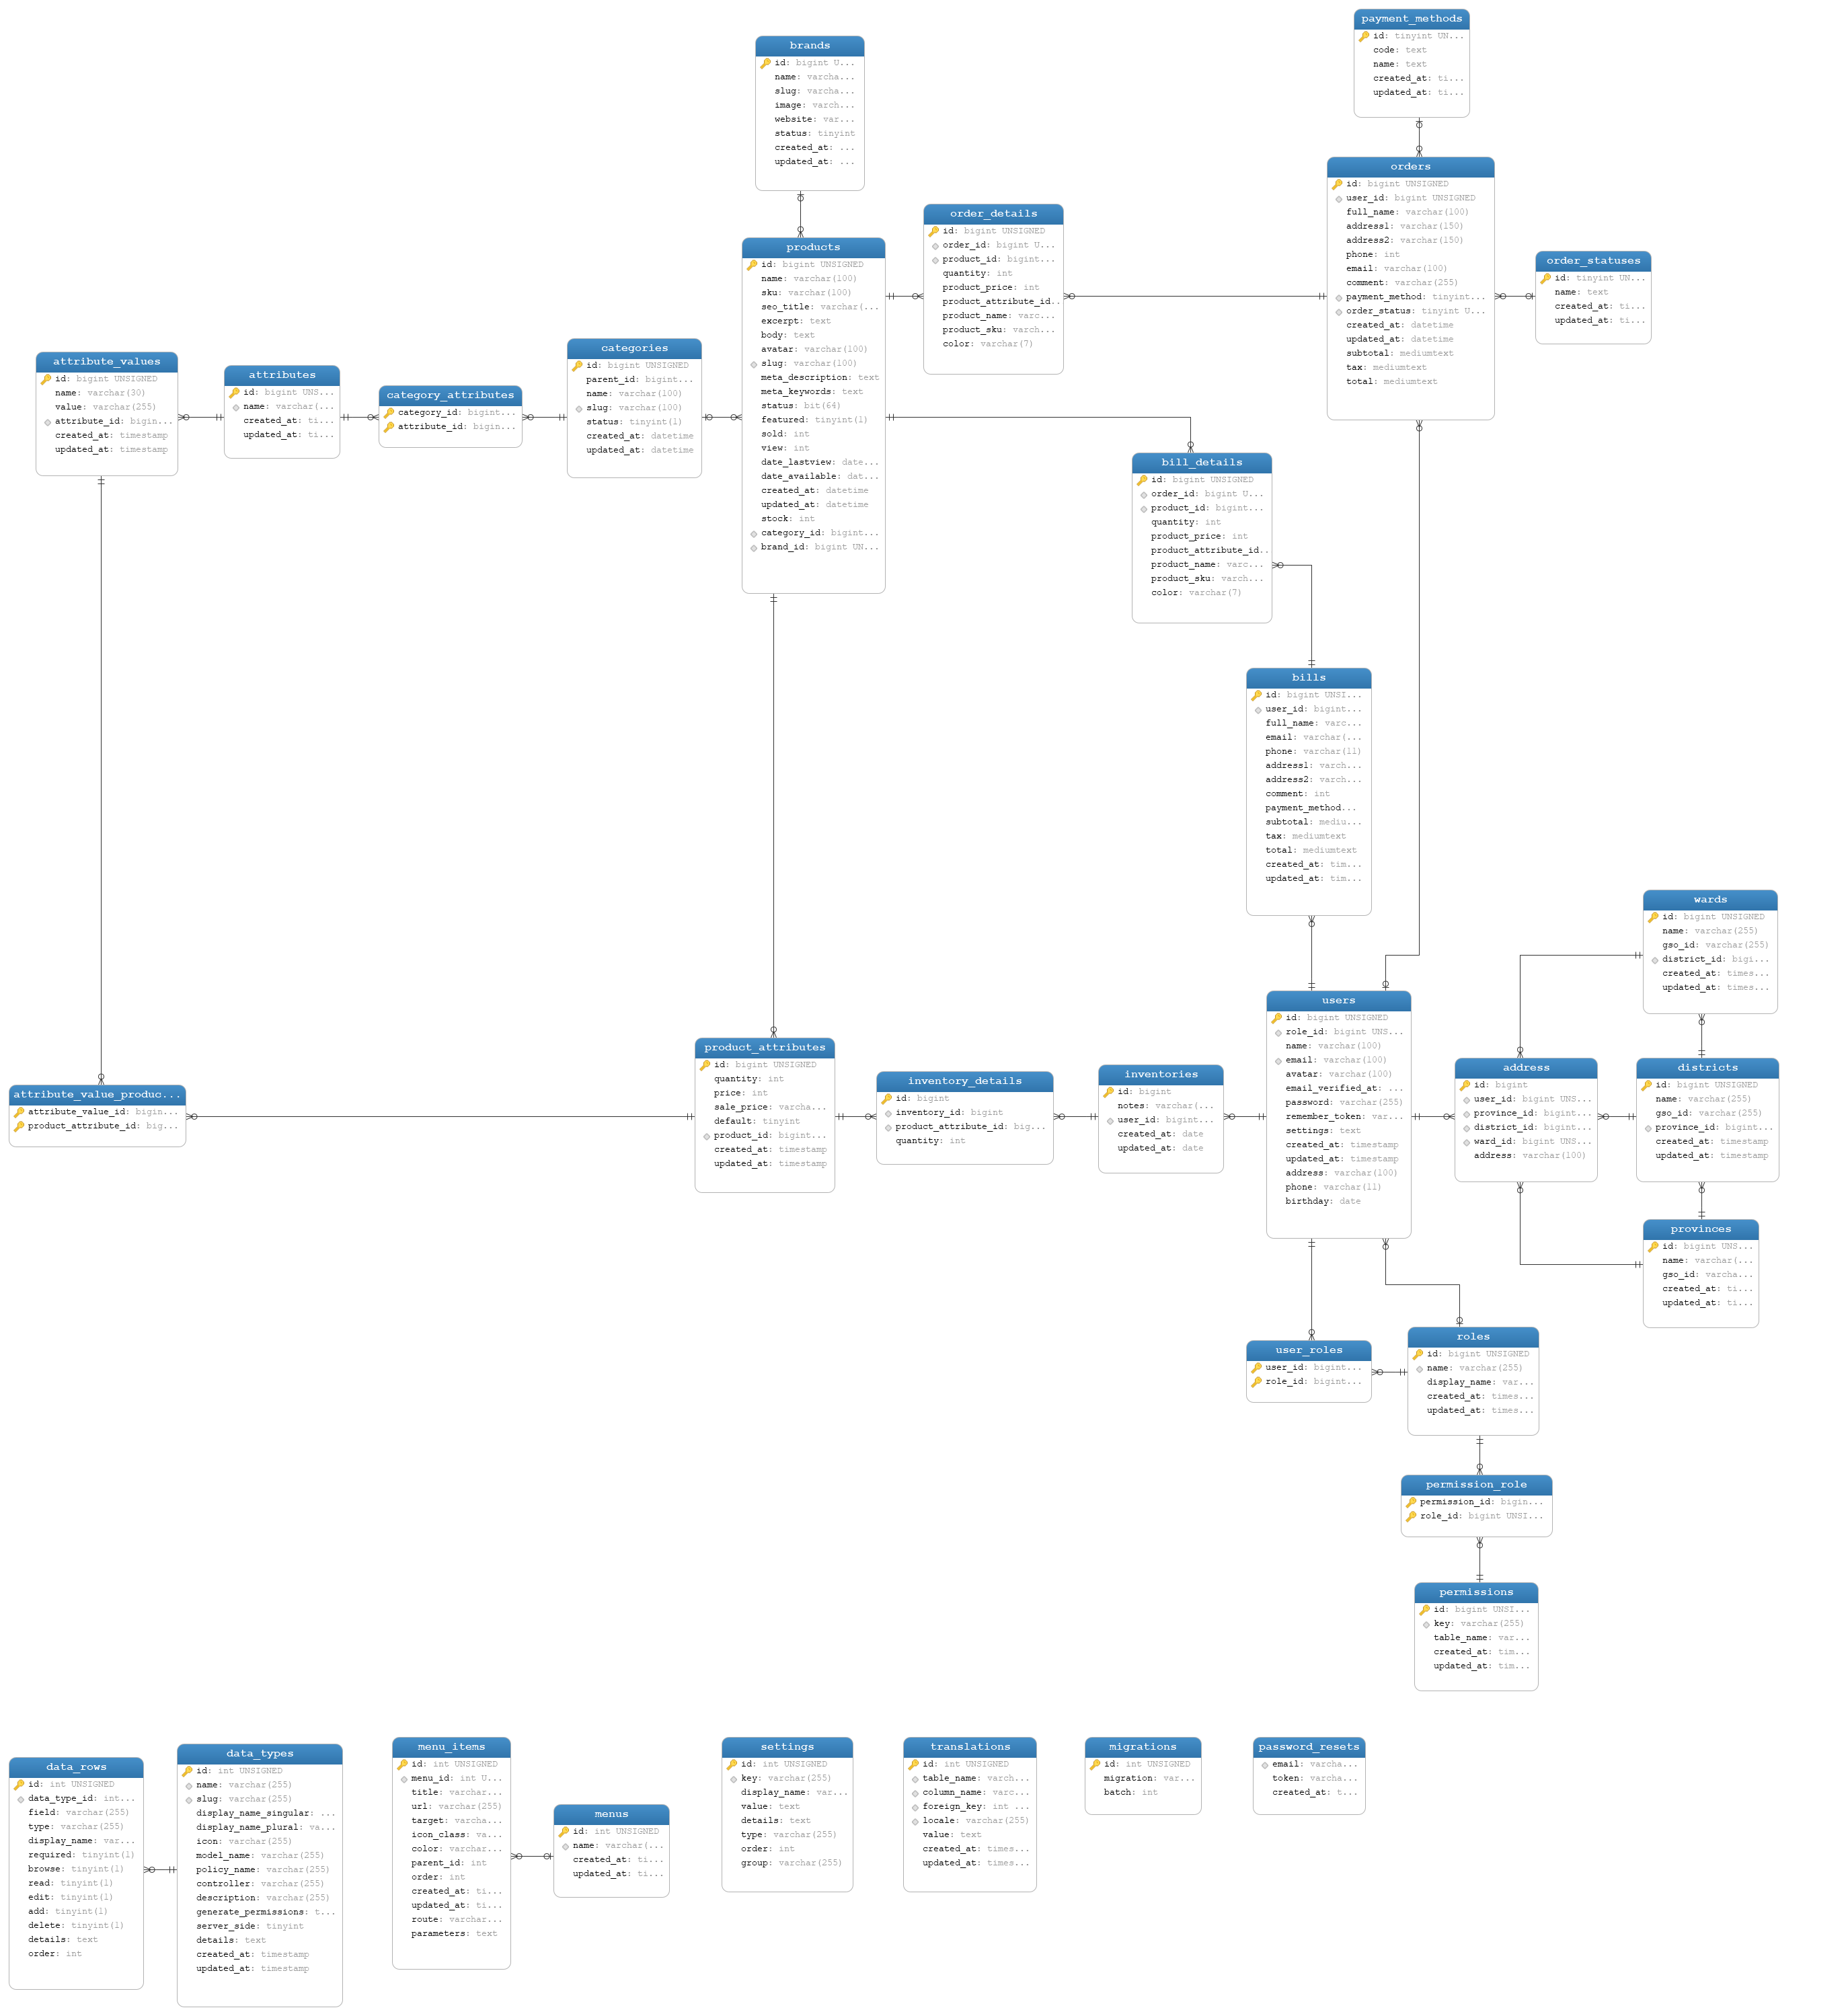 payment_methods
id: tinyint UN...
code: text
name: text
created_at: ti...
updated_at: ti...
brands
id: bigint U...
name: varcha...
slug: varcha...
image: varch...
website: var...
status: tinyint
created_at: ...
updated_at: ...
orders
id: bigint UNSIGNED
user_id: bigint UNSIGNED
full_name: varchar(100)
address1: varchar(150)
address2: varchar(150)
phone: int
email: varchar(100)
comment: varchar(255)
payment_method: tinyint...
order_status: tinyint U...
created_at: datetime
updated_at: datetime
subtotal: mediumtext
tax: mediumtext
total: mediumtext
order_details
id: bigint UNSIGNED
order_id: bigint U...
product_id: bigint...
quantity: int
product_price: int
product_attribute_id..
product_name: varc...
product_sku: varch...
color: varchar(7)
products
id: bigint UNSIGNED
name: varchar(100)
sku: varchar(100)
seo_title: varchar(...
excerpt: text
body: text
avatar: varchar(100)
slug: varchar(100)
meta_description: text
meta_keywords: text
status: bit(64)
featured: tinyint(1)
sold: int
view: int
date_lastview: date...
date_available: dat...
created_at: datetime
updated_at: datetime
stock: int
category_id: bigint...
brand_id: bigint UN...
order_statuses
id: tinyint UN...
name: text
created_at: ti...
updated_at: ti...
categories
id: bigint UNSIGNED
parent_id: bigint...
name: varchar(100)
slug: varchar(100)
status: tinyint(1)
created_at: datetime
updated_at: datetime
attribute_values
id: bigint UNSIGNED
name: varchar(30)
value: varchar(255)
attribute_id: bigin...
created_at: timestamp
updated_at: timestamp
attributes
id: bigint UNS...
name: varchar(...
created_at: ti...
updated_at: ti...
category_attributes
category_id: bigint...
attribute_id: bigin...
bill_details
id: bigint UNSIGNED
order_id: bigint U...
product_id: bigint...
quantity: int
product_price: int
product_attribute_id..
product_name: varc...
product_sku: varch...
color: varchar(7)
bills
id: bigint UNSI...
user_id: bigint...
full_name: varc...
email: varchar(...
phone: varchar(11)
address1: varch...
address2: varch...
comment: int
payment_method...
subtotal: mediu...
tax: mediumtext
total: mediumtext
created_at: tim...
updated_at: tim...
wards
id: bigint UNSIGNED
name: varchar(255)
gso_id: varchar(255)
district_id: bigi...
created_at: times...
updated_at: times...
users
id: bigint UNSIGNED
role_id: bigint UNS...
name: varchar(100)
email: varchar(100)
avatar: varchar(100)
email_verified_at: ...
password: varchar(255)
remember_token: var...
settings: text
created_at: timestamp
updated_at: timestamp
address: varchar(100)
phone: varchar(11)
birthday: date
product_attributes
id: bigint UNSIGNED
quantity: int
price: int
sale_price: varcha...
default: tinyint
product_id: bigint...
created_at: timestamp
updated_at: timestamp
inventory_details
id: bigint
inventory_id: bigint
product_attribute_id: big...
quantity: int
inventories
id: bigint
notes: varchar(...
user_id: bigint...
created_at: date
updated_at: date
address
id: bigint
user_id: bigint UNS...
province_id: bigint...
district_id: bigint...
ward_id: bigint UNS...
address: varchar(100)
districts
id: bigint UNSIGNED
name: varchar(255)
gso_id: varchar(255)
province_id: bigint...
created_at: timestamp
updated_at: timestamp
attribute_value_produc...
attribute_value_id: bigin...
product_attribute_id: big...
provinces
id: bigint UNS...
name: varchar(...
gso_id: varcha...
created_at: ti...
updated_at: ti...
user_roles
user_id: bigint...
role_id: bigint...
roles
id: bigint UNSIGNED
name: varchar(255)
display_name: var...
created_at: times...
updated_at: times...
permission_role
permission_id: bigin...
role_id: bigint UNSI...
permissions
id: bigint UNSI...
key: varchar(255)
table_name: var...
created_at: tim...
updated_at: tim...
data_rows
id: int UNSIGNED
data_type_id: int...
field: varchar(255)
type: varchar(255)
display_name: var...
required: tinyint(1)
browse: tinyint(1)
read: tinyint(1)
edit: tinyint(1)
add: tinyint(1)
delete: tinyint(1)
details: text
order: int
data_types
id: int UNSIGNED
name: varchar(255)
slug: varchar(255)
display_name_singular: ...
display_name_plural: va...
icon: varchar(255)
model_name: varchar(255)
policy_name: varchar(255)
controller: varchar(255)
description: varchar(255)
generate_permissions: t...
server_side: tinyint
details: text
created_at: timestamp
updated_at: timestamp
menu_items
id: int UNSIGNED
menu_id: int U...
title: varchar...
url: varchar(255)
target: varcha...
icon_class: va...
color: varchar...
parent_id: int
order: int
created_at: ti...
updated_at: ti...
route: varchar...
parameters: text
menus
id: int UNSIGNED
name: varchar(...
created_at: ti...
updated_at: ti...
settings
id: int UNSIGNED
key: varchar(255)
display_name: var...
value: text
details: text
type: varchar(255)
order: int
group: varchar(255)
translations
id: int UNSIGNED
table_name: varch...
column_name: varc...
foreign_key: int ...
locale: varchar(255)
value: text
created_at: times...
updated_at: times...
migrations
id: int UNSIGNED
migration: var...
batch: int
password_resets
email: varcha...
token: varcha...
created_at: t...